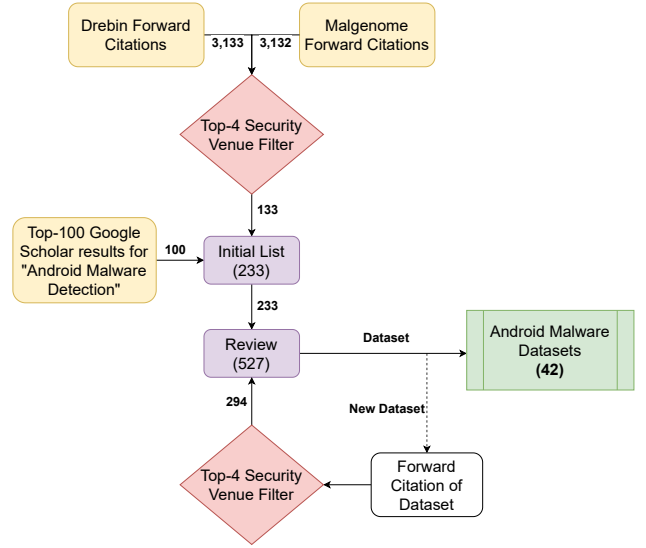 Drebin Forward
Citations
Malgenome
Forward Citations
3,133
3,132
Top-4 Security
Venue Filter
133
Top-100 Google
Scholar results for
"Android Malware
Detection"
100
Initial List
(233)
233
Review
(527)
Dataset
Android Malware
Datasets
(42)
294
New Dataset
Top-4 Security
Venue Filter
Forward
Citation of
Dataset